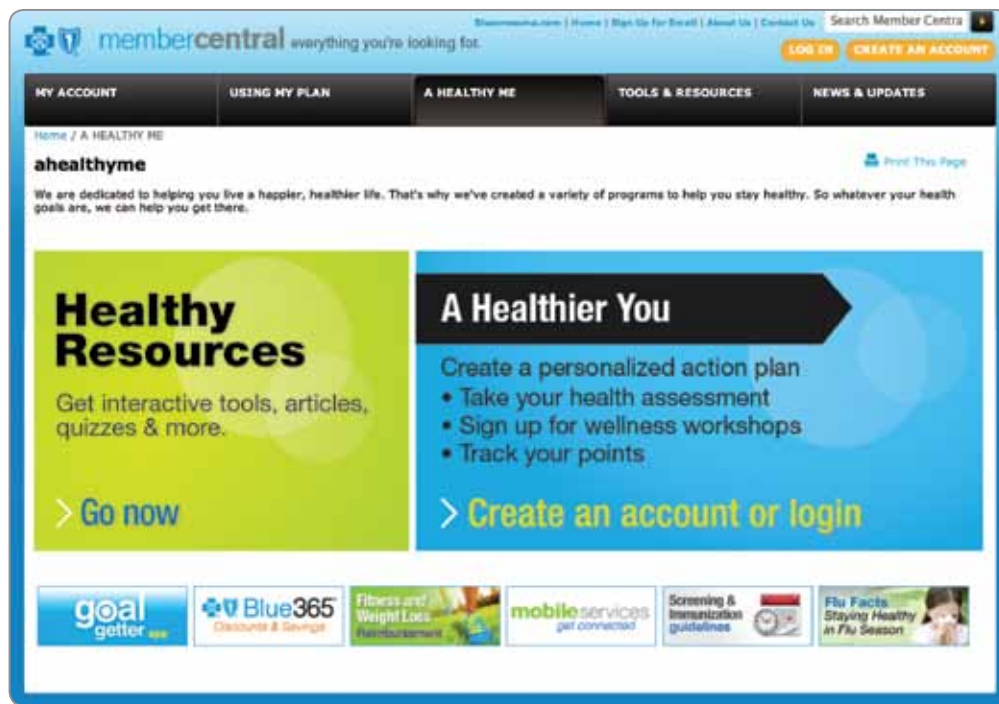 Home | Sign Up for Email | About Us | Contact Us
Search Member Centra
membercentral everything you're looking for.
LOG IN
CREATE AN ACCOUNT
MY ACCOUNT
USING MY PLAN
A HEALTHY ME
TOOLS & RESOURCES
NEWS & UPDATES
Home / A HEALTHY ME
ahealthyme
Print This Page
We are dedicated to helping you live a happier, healthier life. That's why we've created a variety of programs to help you stay healthy. So whatever your health
goals are, we can help you get there.
Healthy
Resources
Get interactive tools, articles,
quizzes & more.
> Go now
A Healthier You
Create a personalized action plan
• Take your health assessment
• Sign up for wellness workshops
• Track your points
> Create an account or login
goal
getter
Blue365
Discounts & Savings
Fitness and
Weight Loss
Reimbursement
mobile services
get connected
Screening &
Immunization
guidelines
Flu Facts
Staying Healthy
in Flu Season